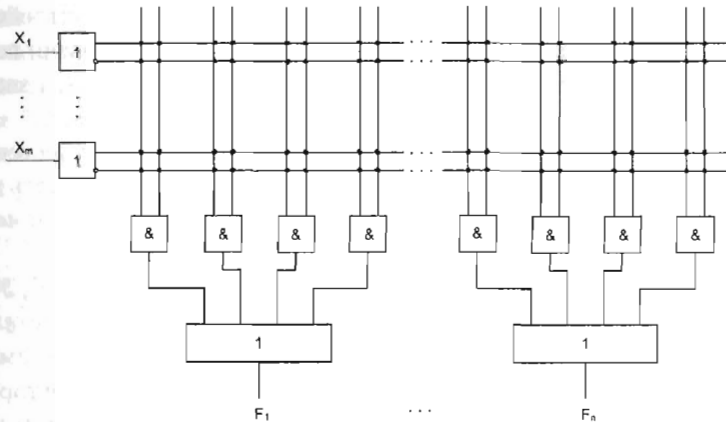 X1 1
. . . . . .
Xm 1
. . . . . .
& & & & & & & &
1 1
F1 . . . Fn